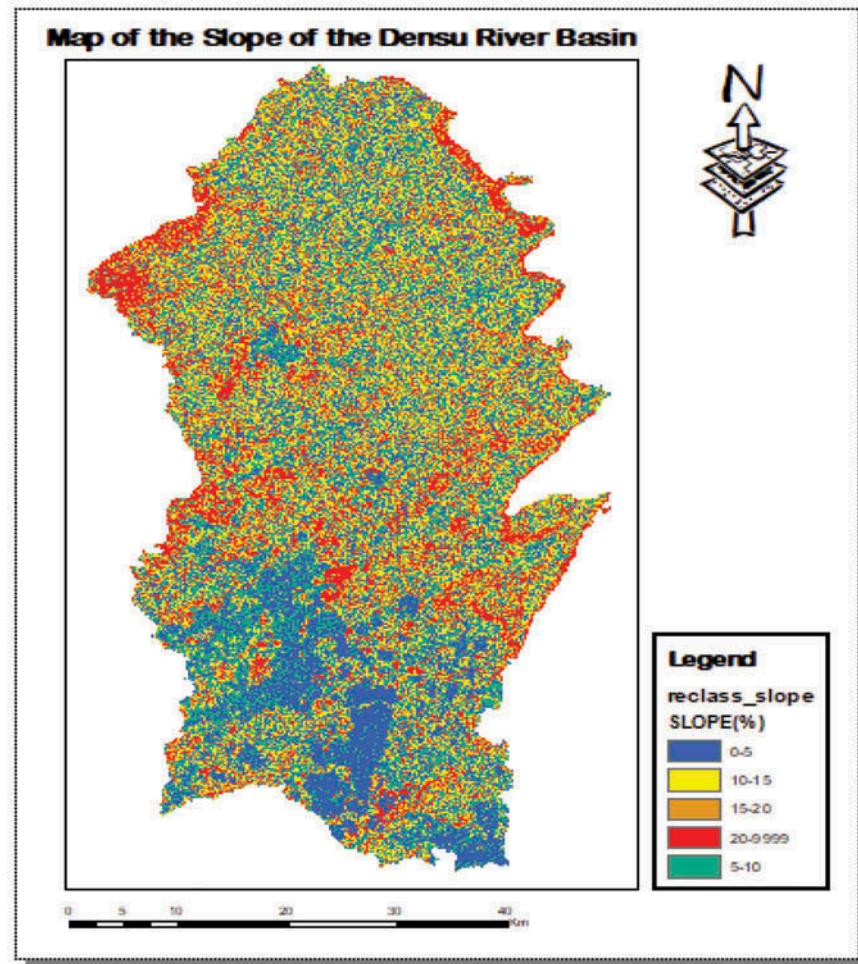 Map of the Slope of the Densu River Basin
N
Legend
reclass_slope
SLOPE(%)
0-5
10-15
15-20
20-9999
5-10
0 5 10 20 30 40
Km